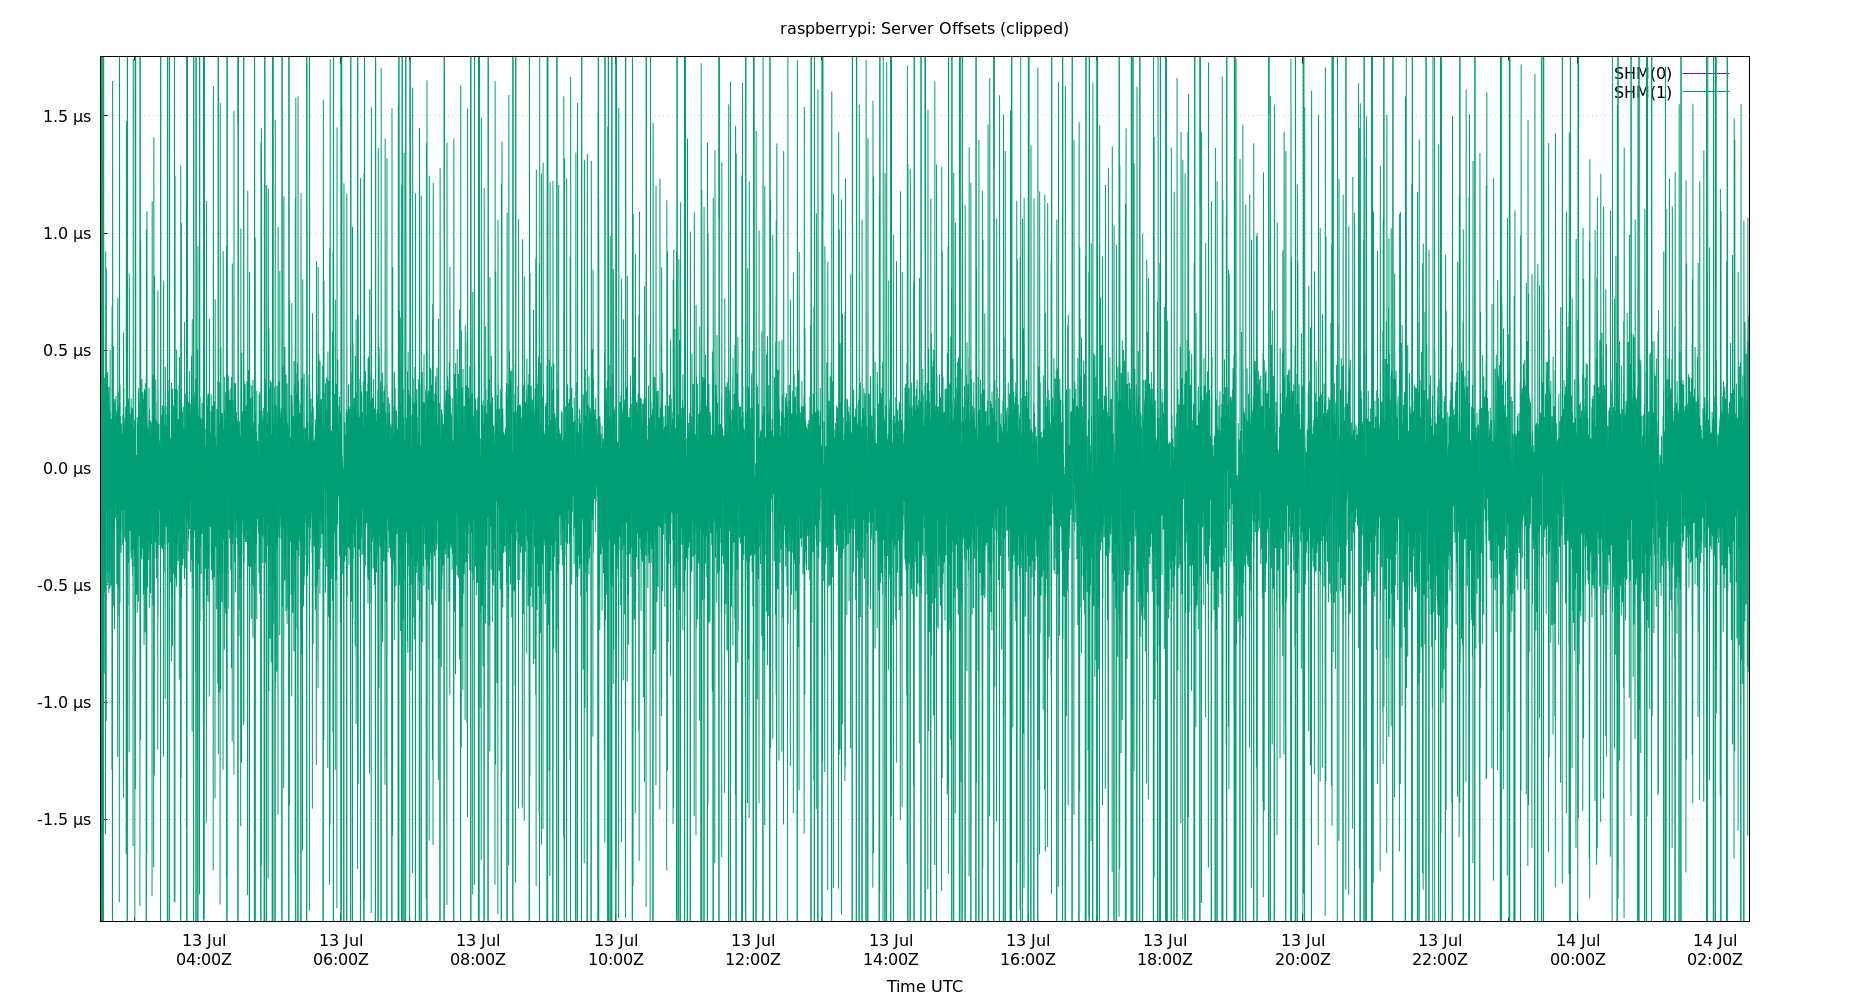 raspberrypi: Server Offsets (clipped)
SHM(0)
SHM(1)
1.5 µs
1.0 µs
0.5 µs
0.0 µs
-0.5 µs
-1.0 µs
-1.5 µs
13 Jul 13 Jul 13 Jul 13 Jul 13 Jul 13 Jul 13 Jul 13 Jul 13 Jul 13 Jul 14 Jul 14 Jul
04:00Z 06:00Z 08:00Z 10:00Z 12:00Z 14:00Z 16:00Z 18:00Z 20:00Z 22:00Z 00:00Z 02:00Z
Time UTC